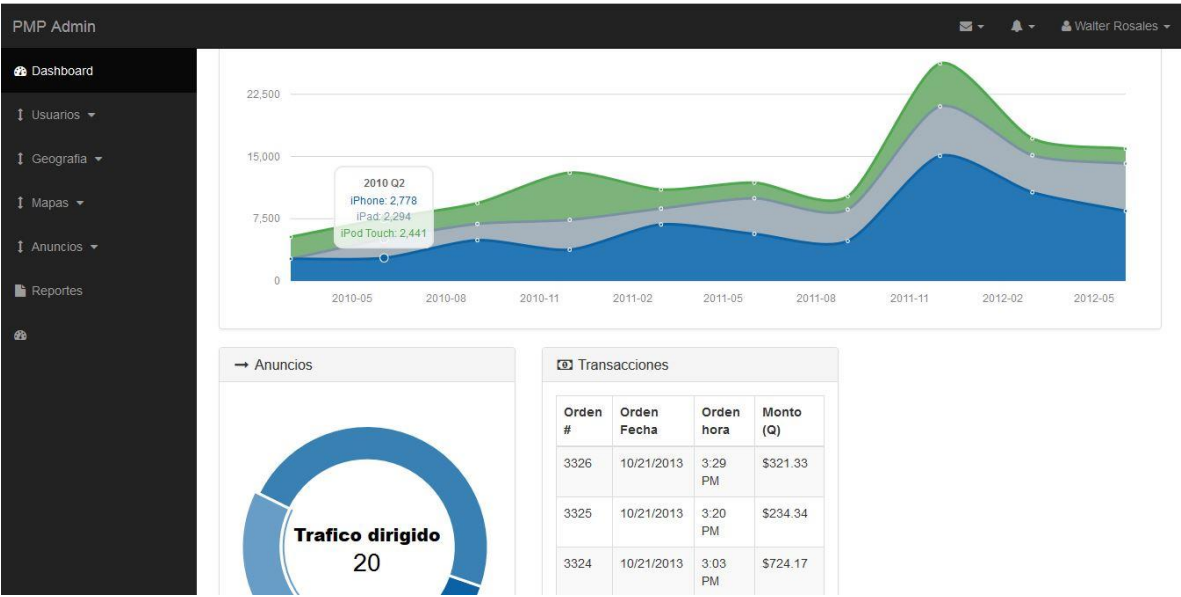 PMP Admin
Walter Rosales
Dashboard
Usuarios
Geografia
Mapas
Anuncios
Reportes
22,500
15,000
7,500
0
2010 Q2
iPhone: 2,778
iPad: 2,294
iPod Touch: 2,441
2010-05 2010-08 2010-11 2011-02 2011-05 2011-08 2011-11 2012-02 2012-05
Anuncios
Trafico dirigido
20
Transacciones
Orden Orden Orden Monto
# Fecha hora (Q)
3326 10/21/2013 3:29 $321.33
PM
3325 10/21/2013 3:20 $234.34
PM
3324 10/21/2013 3:03 $724.17
PM